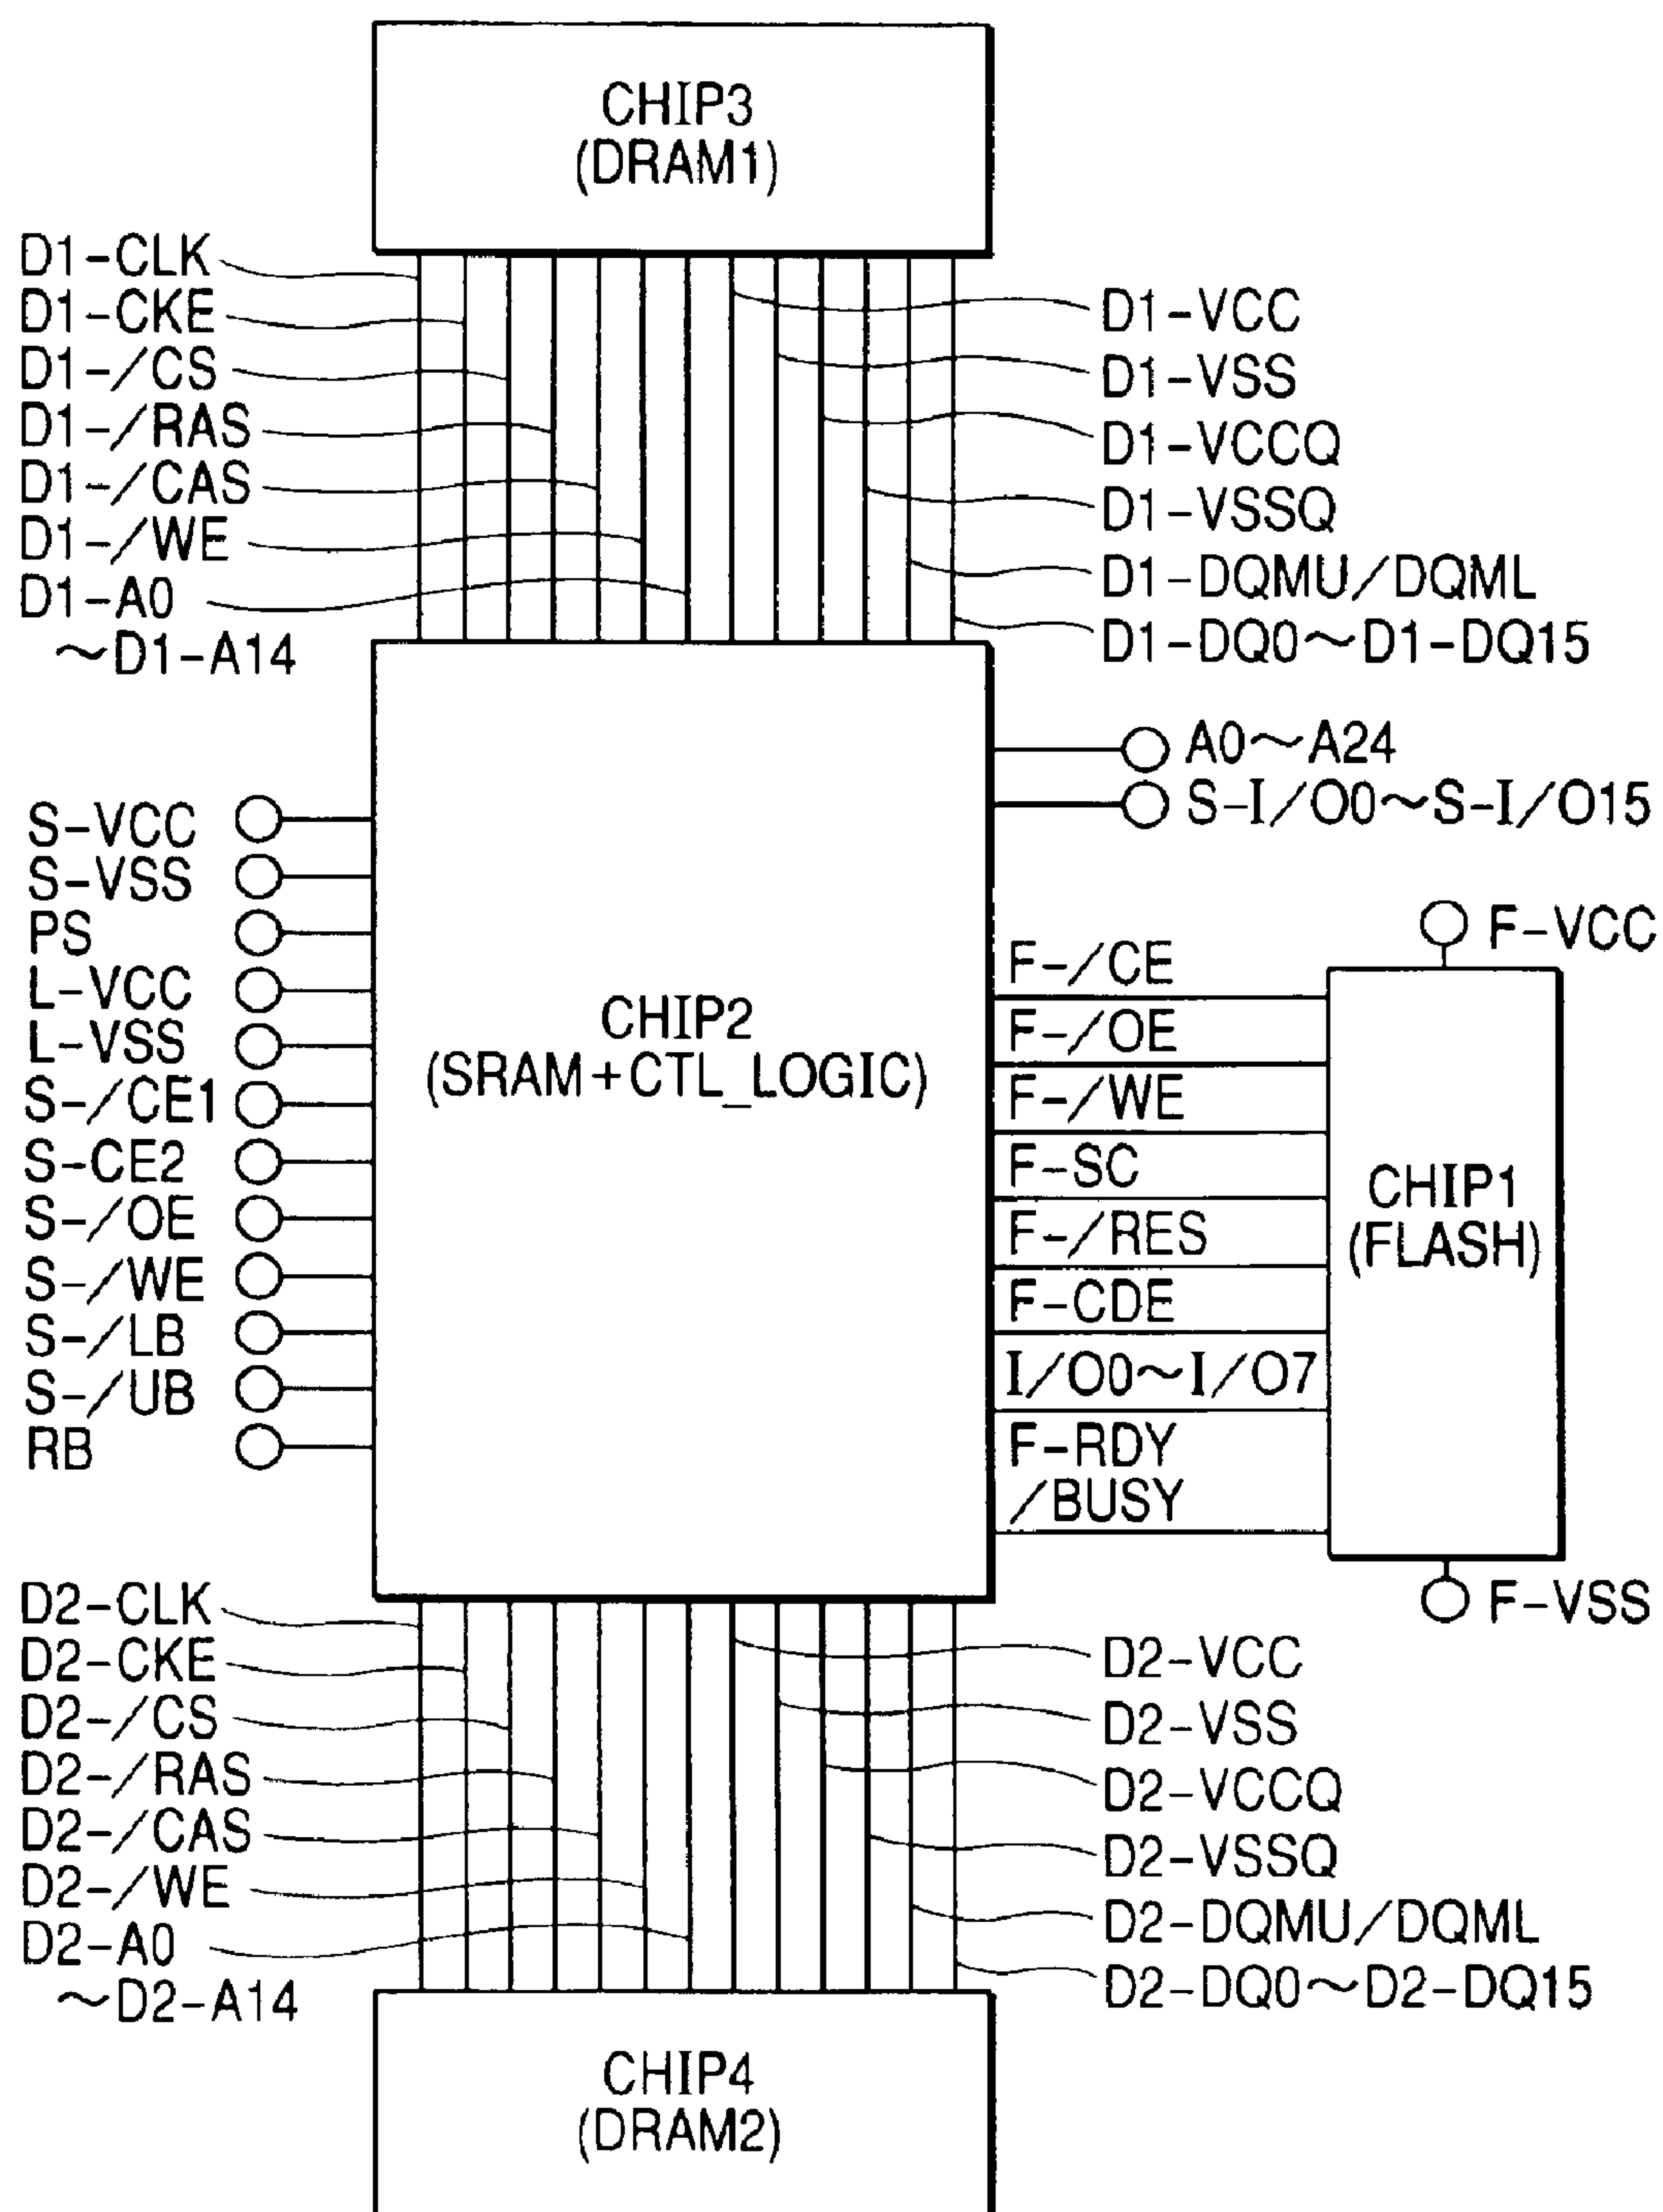 CHIP3
(DRAM1)
D1-CLK
D1-CKE
D1-/CS
D1-/RAS
D1-/CAS
D1-/WE
D1-A0
～D1-A14
D1-VCC
D1-VSS
D1-VCCQ
D1-VSSQ
D1-DQMU/DQML
D1-DQ0～D1-DQ15
A0～A24
S-I/O0～S-I/O15
S-VCC
S-VSS
PS
L-VCC
L-VSS
S-/CE1
S-CE2
S-/OE
S-/WE
S-/LB
S-/UB
RB
CHIP2
(SRAM+CTL_LOGIC)
F-/CE
F-/OE
F-/WE
F-SC
F-/RES
F-CDE
I/O0～I/O7
F-RDY
/BUSY
F-VCC
CHIP1
(FLASH)
F-VSS
D2-CLK
D2-CKE
D2-/CS
D2-/RAS
D2-/CAS
D2-/WE
D2-A0
～D2-A14
D2-VCC
D2-VSS
D2-VCCQ
D2-VSSQ
D2-DQMU/DQML
D2-DQ0～D2-DQ15
CHIP4
(DRAM2)